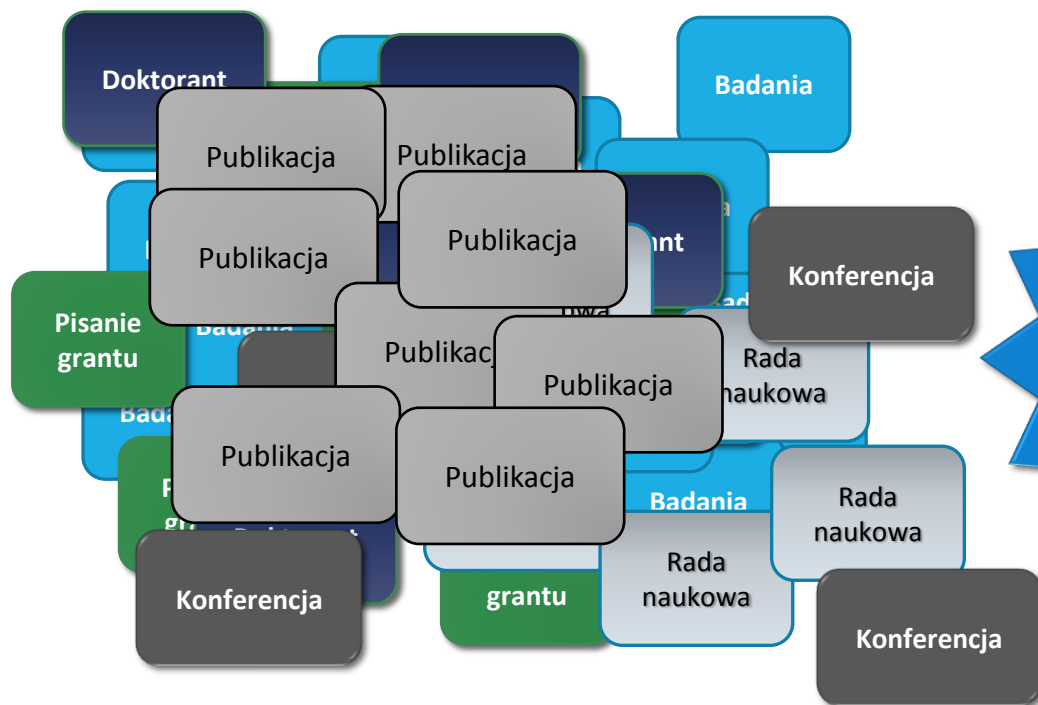 Doktorant
Badania
Publikacja
Publikacja
Publikacja
Publikacja
Konferencja
Pisanie
grantu
Badania
Publikacja
Publikacja
Rada
naukowa
Publikacja
Publikacja
Badania
Rada
naukowa
Rada
naukowa
Konferencja
grantu
Konferencja